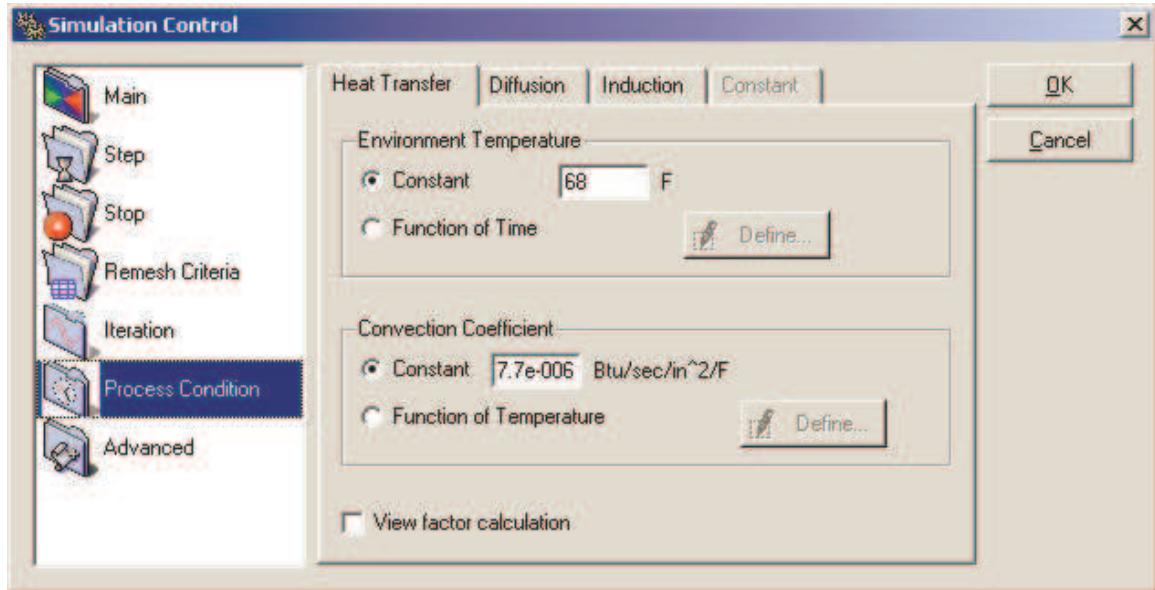 Simulation Control
Main
Step
Stop
Remesh Criteria
Iteration
Process Condition
Advanced
Heat Transfer Diffusion Induction Constant
Environment Temperature
Constant 68 F
Function of Time Define...
Convection Coefficient
Constant 7.7e-006 Btu/sec/in^2/F
Function of Temperature Define...
View factor calculation
OK
Cancel